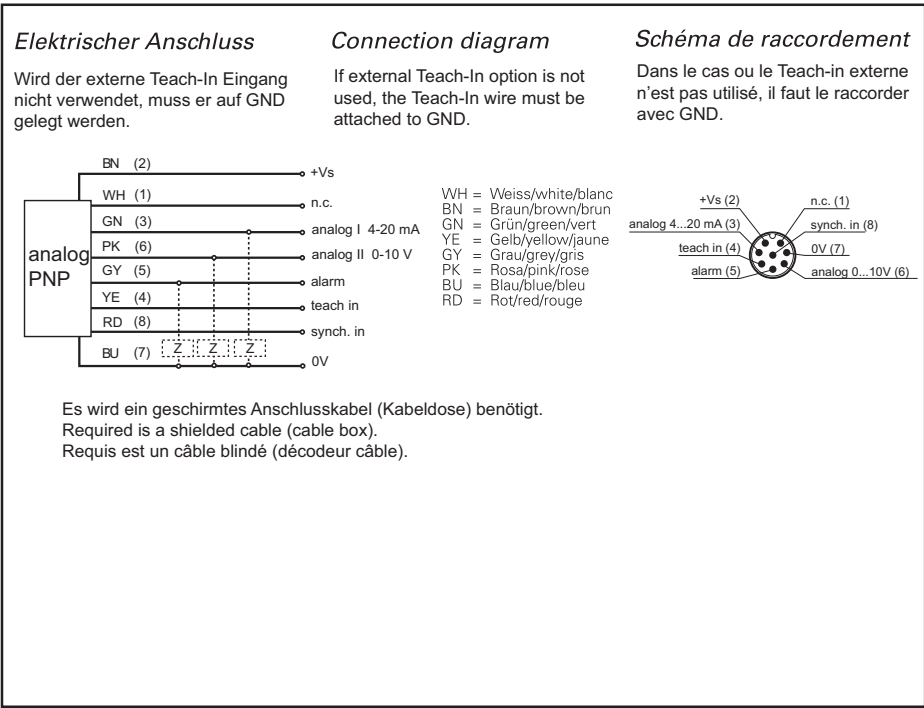 Elektrischer Anschluss
Wird der externe Teach-In Eingang
nicht verwendet, muss er auf GND
gelegt werden.
Connection diagram
If external Teach-In option is not
used, the Teach-In wire must be
attached to GND.
Schéma de raccordement
Dans le cas ou le Teach-in externe
n'est pas utilisé, il faut le raccorder
avec GND.
analog
PNP
BN (2) +Vs
WH (1) n.c.
GN (3) analog I 4-20 mA
PK (6) analog II 0-10 V
GY (5) alarm
YE (4) teach in
RD (8) synch. in
BU (7) Z Z Z 0V
WH = Weiss/white/blanc
BN = Braun/brown/brun
GN = Grün/green/vert
YE = Gelb/yellow/jaune
GY = Grau/grey/gris
PK = Rosa/pink/rose
BU = Blau/blue/bleu
RD = Rot/red/rouge
+Vs (2)
analog 4...20 mA (3)
teach in (4)
alarm (5)
n.c. (1)
synch. in (8)
0V (7)
analog 0...10V (6)
Es wird ein geschirmtes Anschlusskabel (Kabeldose) benötigt.
Required is a shielded cable (cable box).
Requis est un câble blindé (décodeur câble).